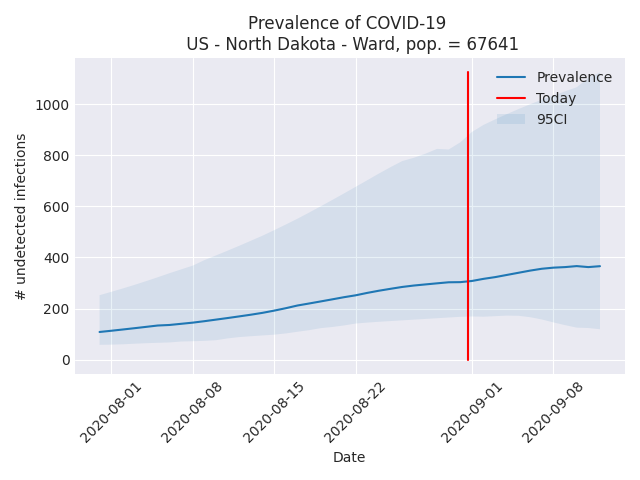 Prevalence of COVID-19
US - North Dakota - Ward, pop. = 67641
Prevalence
Today
95CI
# undetected infections
1000
800
600
400
200
0
2020-08-01
2020-08-08
2020-08-15
2020-08-22
2020-09-01
2020-09-08
Date